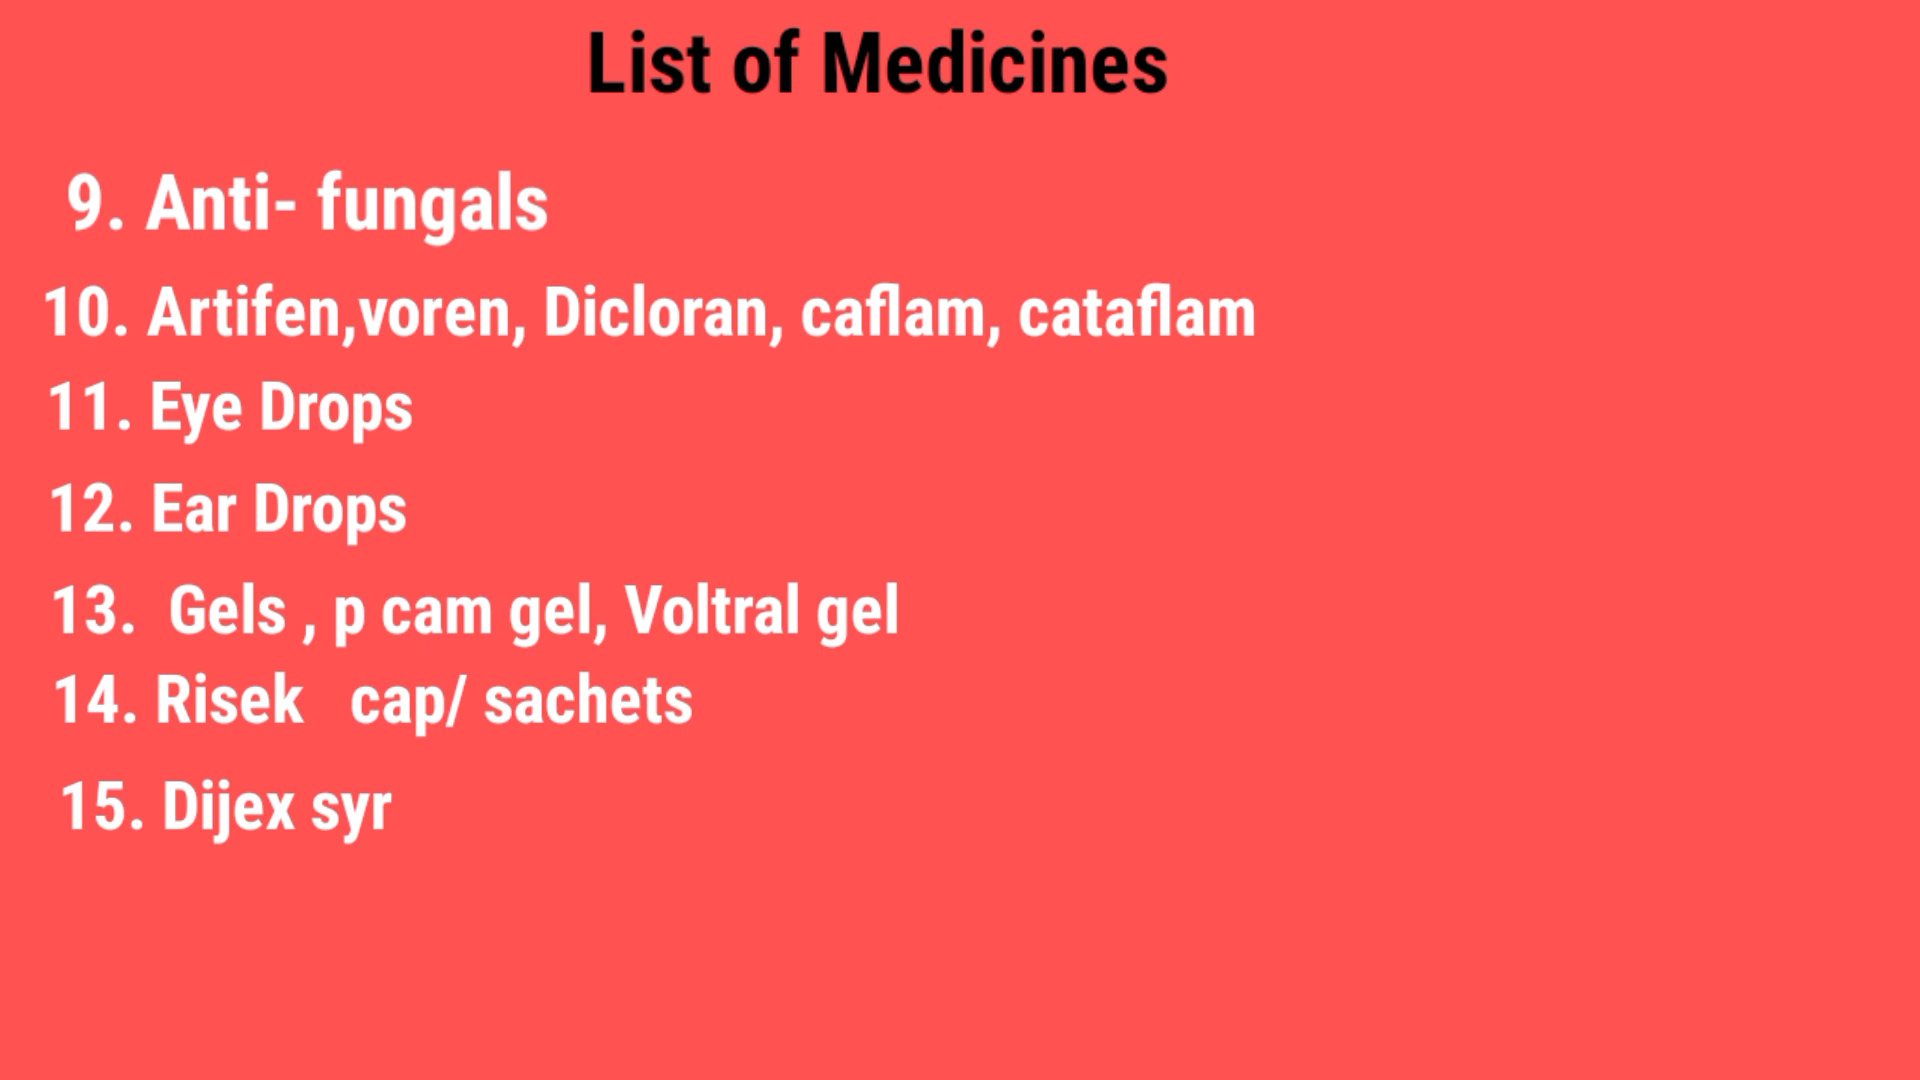 List of Medicines
9. Anti- fungals
10. Artifen,voren, Dicloran, caflam, cataflam
11. Eye Drops
12. Ear Drops
13.  Gels , p cam gel, Voltral gel
14. Risek   cap/ sachets
15. Dijex syr